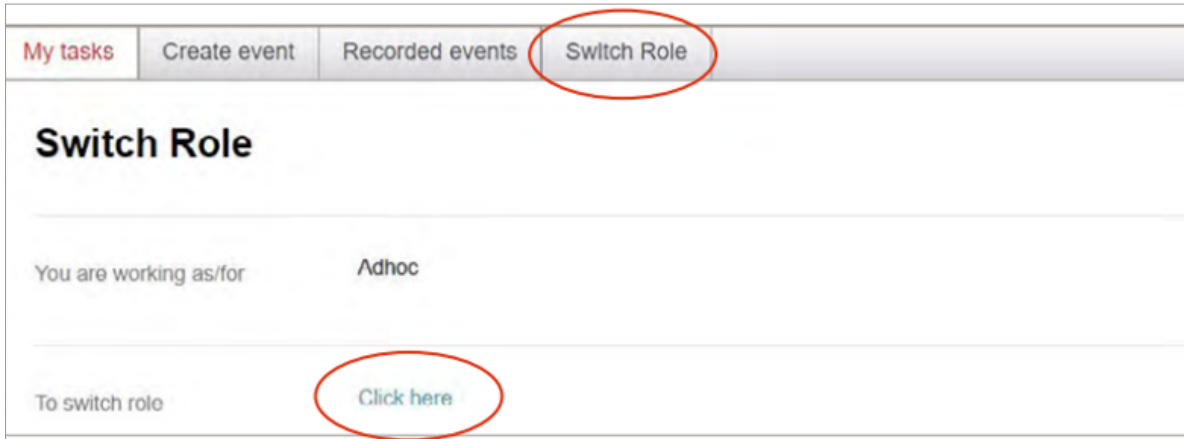 My tasks Create event Recorded events Switch Role
Switch Role
You are working as/for Adhoc
To switch role Click here